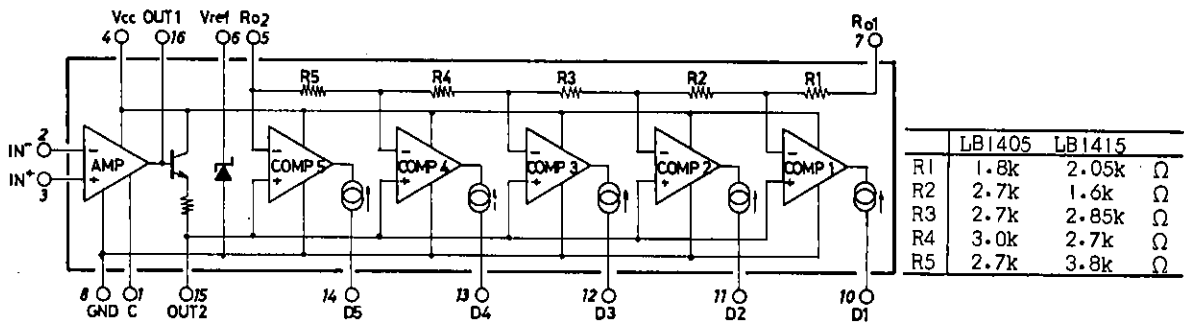 Vcc OUT1 Vref Ro2 Ro1
4 16 6 5 7
R5 R4 R3 R2 R1
IN⁻ 2
IN⁺ 3
− AMP +
− COMP 5 +
− COMP 4 +
− COMP 3 +
− COMP 2 +
− COMP 1 +
8 1 15 14 13 12 11 10
GND C OUT2 D5 D4 D3 D2 D1
LB1405 LB1415
R1 1.8k 2.05k Ω
R2 2.7k 1.6k Ω
R3 2.7k 2.85k Ω
R4 3.0k 2.7k Ω
R5 2.7k 3.8k Ω